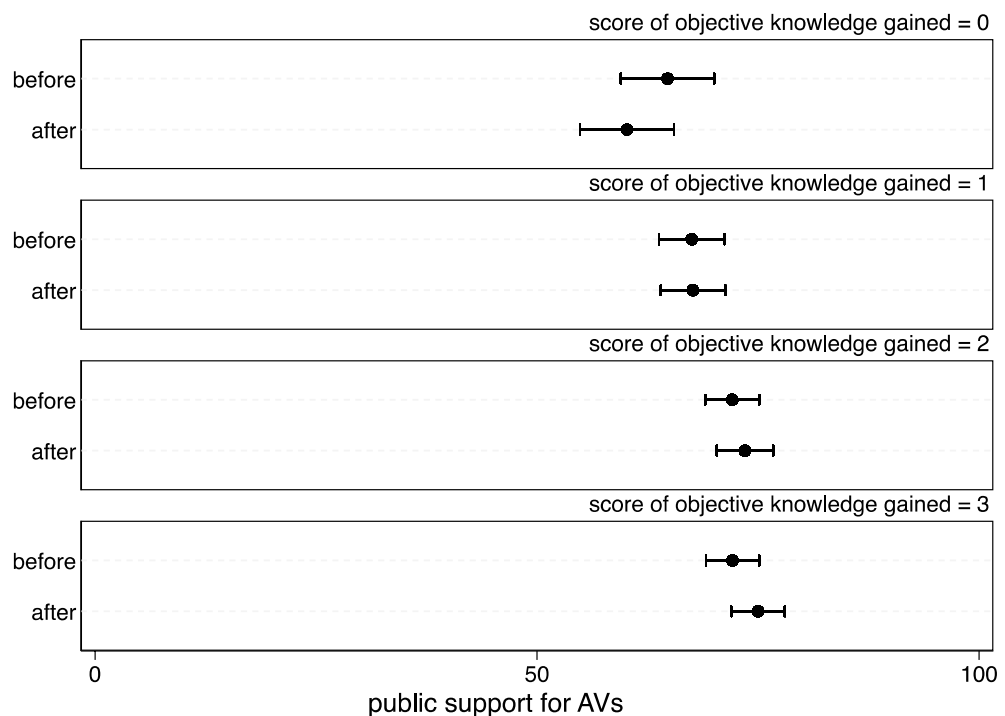 score of objective knowledge gained = 0
before
after
score of objective knowledge gained = 1
before
after
score of objective knowledge gained = 2
before
after
score of objective knowledge gained = 3
before
after
0 50 100
public support for AVs